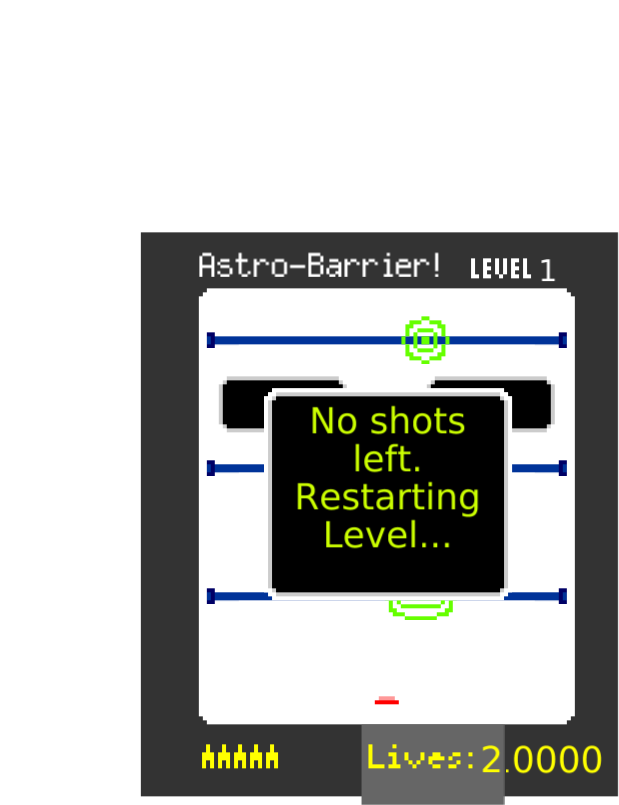 Astro-Barrier! LEVEL 1
No shots
left.
Restarting
Level...
Lives:2.0000